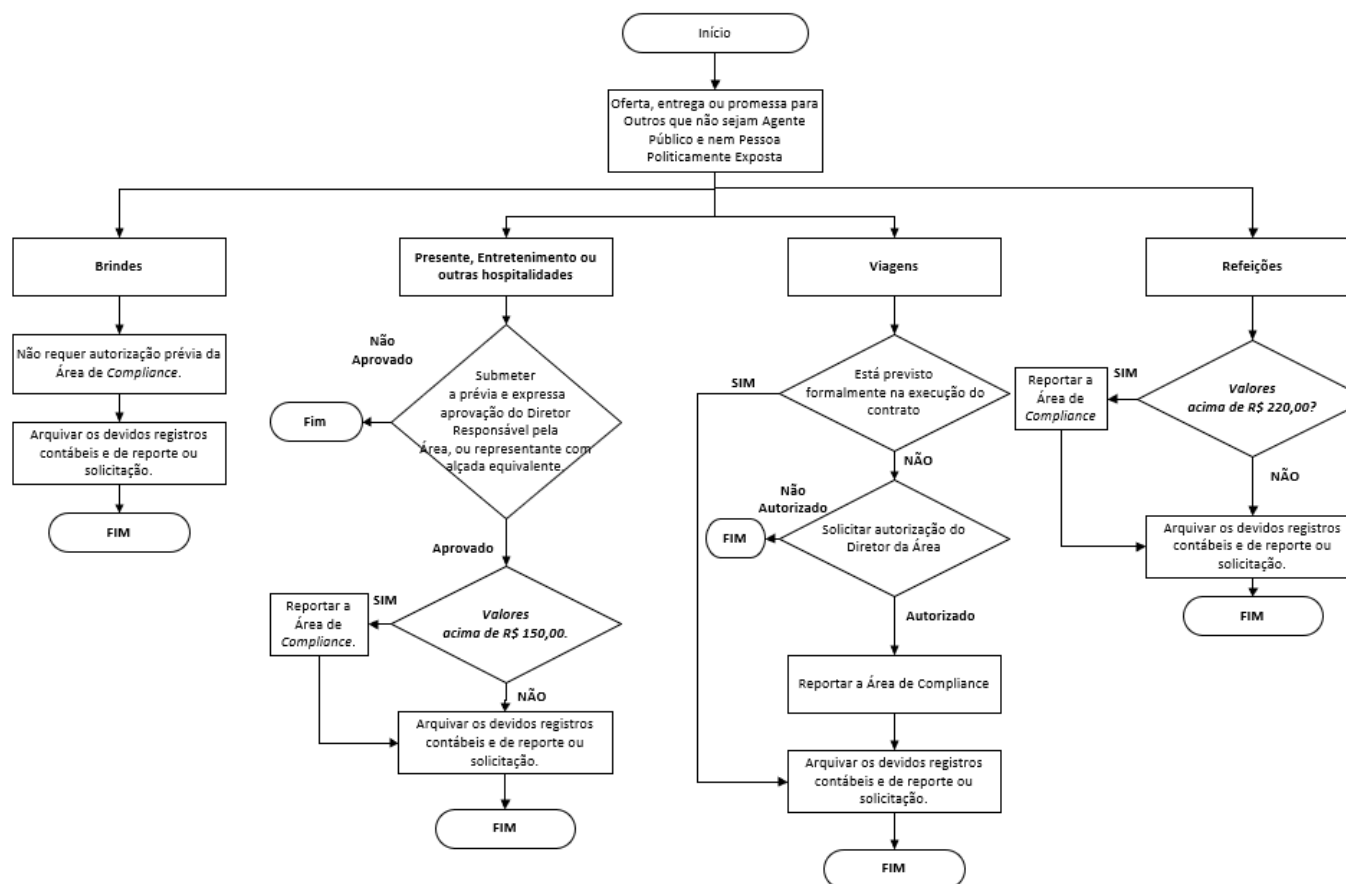 Início
Oferta, entrega ou promessa para
Outros que não sejam Agente
Público e nem Pessoa
Politicamente Exposta
Brindes
Não requer autorização prévia da
Área de Compliance.
Arquivar os devidos registros
contábeis e de reporte ou
solicitação.
FIM
Presente, Entretenimento ou
outras hospitalidades
Não
Aprovado
Submeter
a prévia e expressa
aprovação do Diretor
Responsável pela
Área, ou representante com
alçada equivalente.
Fim
Aprovado
Valores
acima de R$ 150,00.
SIM
Reportar a
Área de
Compliance.
NÃO
Arquivar os devidos registros
contábeis e de reporte ou
solicitação.
FIM
Viagens
Está previsto
formalmente na execução do
contrato
SIM
NÃO
Não
Autorizado
Solicitar autorização do
Diretor da Área
FIM
Autorizado
Reportar a Área de Compliance
Arquivar os devidos registros
contábeis e de reporte ou
solicitação.
FIM
Refeições
Valores
acima de R$ 220,00?
SIM
Reportar a
Área de
Compliance
NÃO
Arquivar os devidos registros
contábeis e de reporte ou
solicitação.
FIM